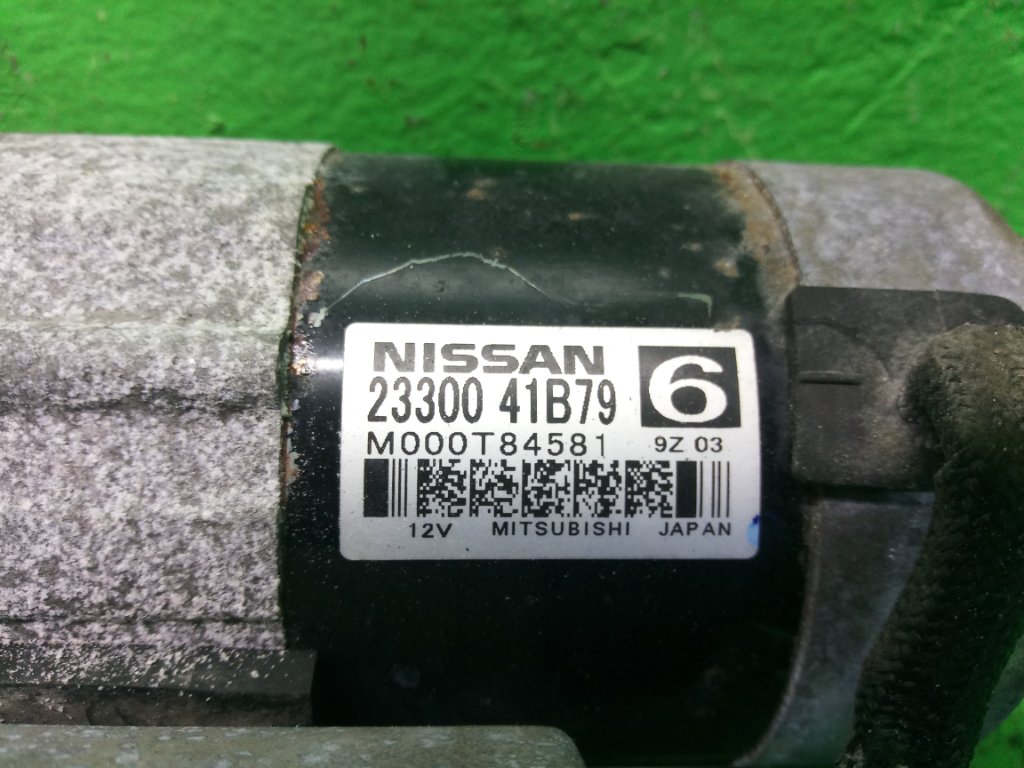 NISSAN
23300 41B79
6
M000T84581 9Z 03
12V MITSUBISHI JAPAN